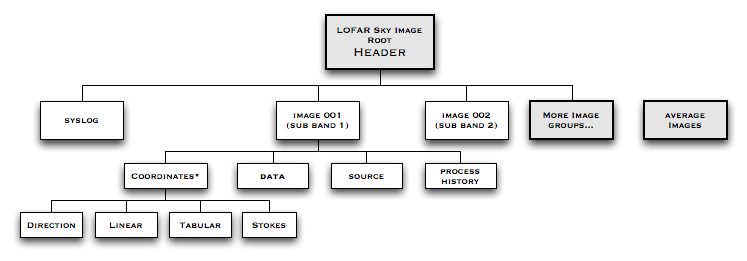 LOFAR Sky Image
Root
Header
syslog
image 001
(sub band 1)
image 002
(sub band 2)
More Image
groups...
average
Images
Coordinates*
data
source
process
history
Direction
Linear
Tabular
Stokes